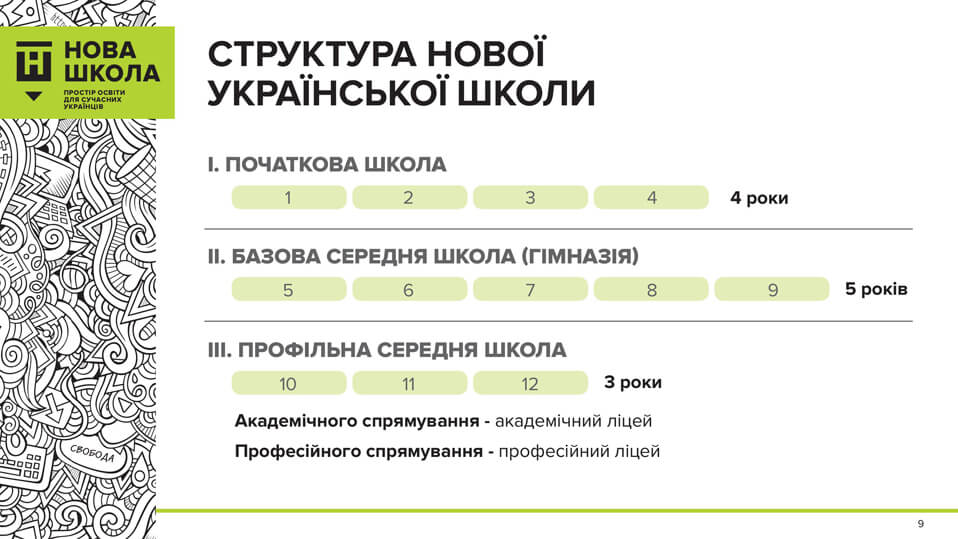 НОВА
ШКОЛА
ПРОСТІР ОСВІТИ
ДЛЯ СУЧАСНИХ
УКРАЇНЦІВ
СТРУКТУРА НОВОЇ
УКРАЇНСЬКОЇ ШКОЛИ
І. ПОЧАТКОВА ШКОЛА
1 2 3 4 4 роки
ІІ. БАЗОВА СЕРЕДНЯ ШКОЛА (ГІМНАЗІЯ)
5 6 7 8 9 5 років
ІІІ. ПРОФІЛЬНА СЕРЕДНЯ ШКОЛА
10 11 12 3 роки
Академічного спрямування - академічний ліцей
Професійного спрямування - професійний ліцей
СВОБОДА
9